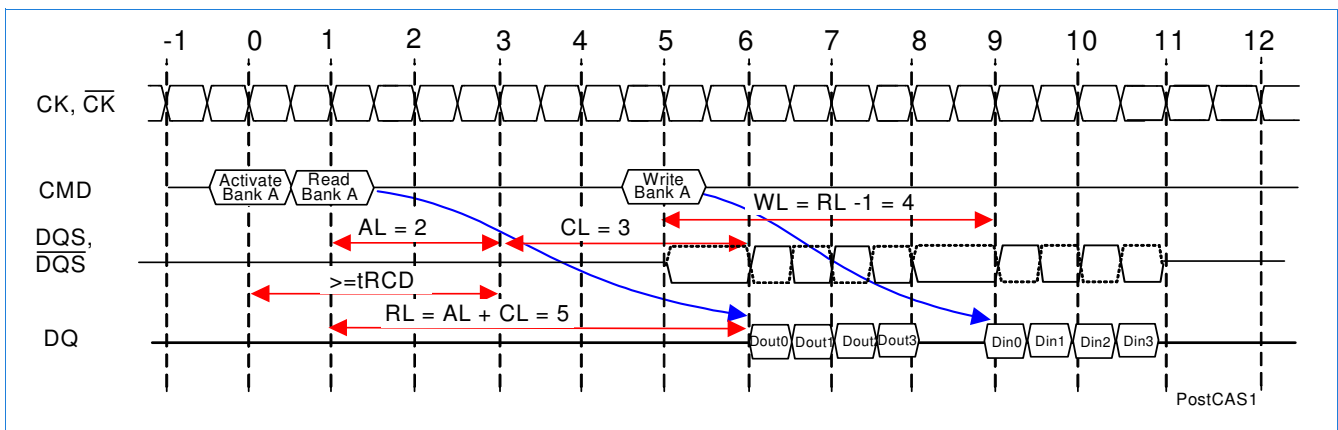 -1 0 1 2 3 4 5 6 7 8 9 10 11 12
CK, CK
CMD
Activate
Bank A
Read
Bank A
Write
Bank A
WL = RL -1 = 4
AL = 2
CL = 3
DQS,
DQS
>=tRCD
RL = AL + CL = 5
DQ
Dout0 Dout1 Dout Dout3 Din0 Din1 Din2 Din3
PostCAS1